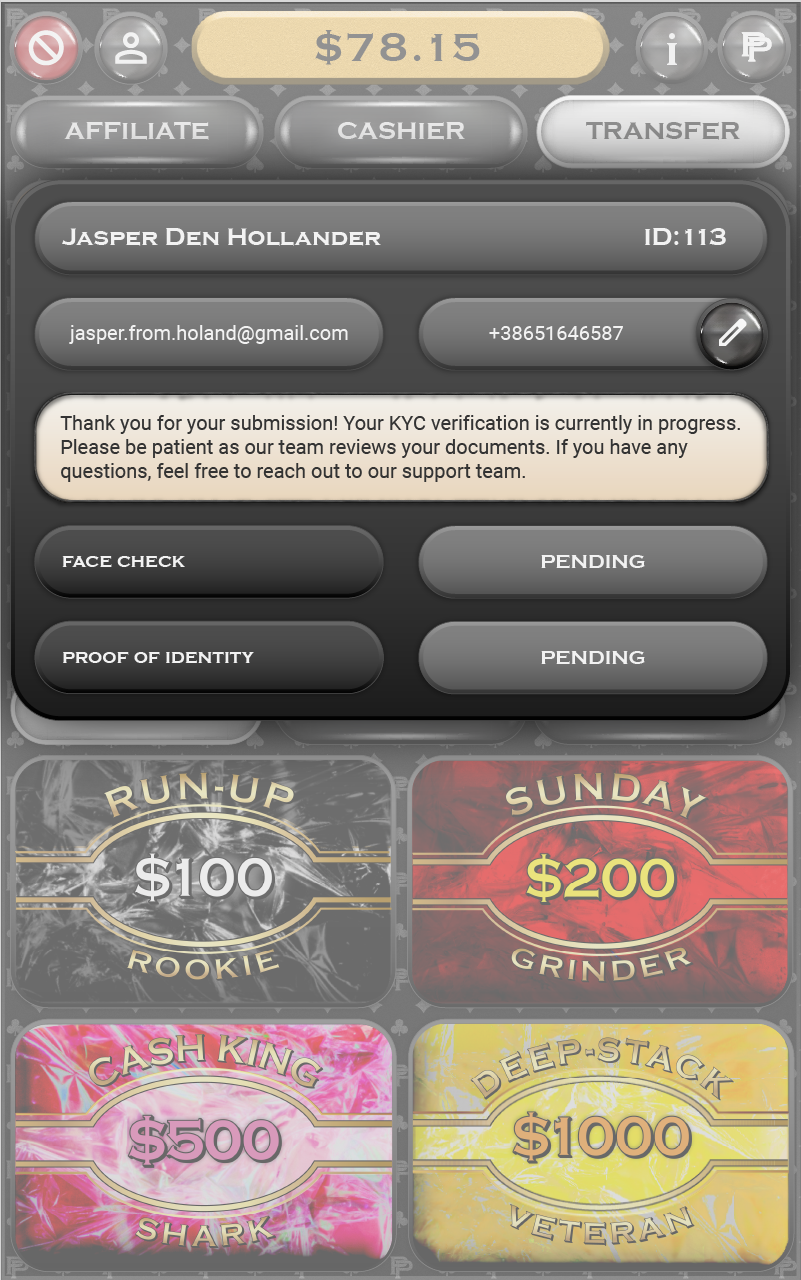 $78.15
i
AFFILIATE CASHIER TRANSFER
Jasper Den Hollander ID:113
jasper.from.holand@gmail.com +38651646587
Thank you for your submission! Your KYC verification is currently in progress.
Please be patient as our team reviews your documents. If you have any
questions, feel free to reach out to our support team.
FACE CHECK PENDING
PROOF OF IDENTITY PENDING
RUN-UP
$100
ROOKIE
SUNDAY
$200
GRINDER
CASH KING
$500
SHARK
DEEP-STACK
$1000
VETERAN